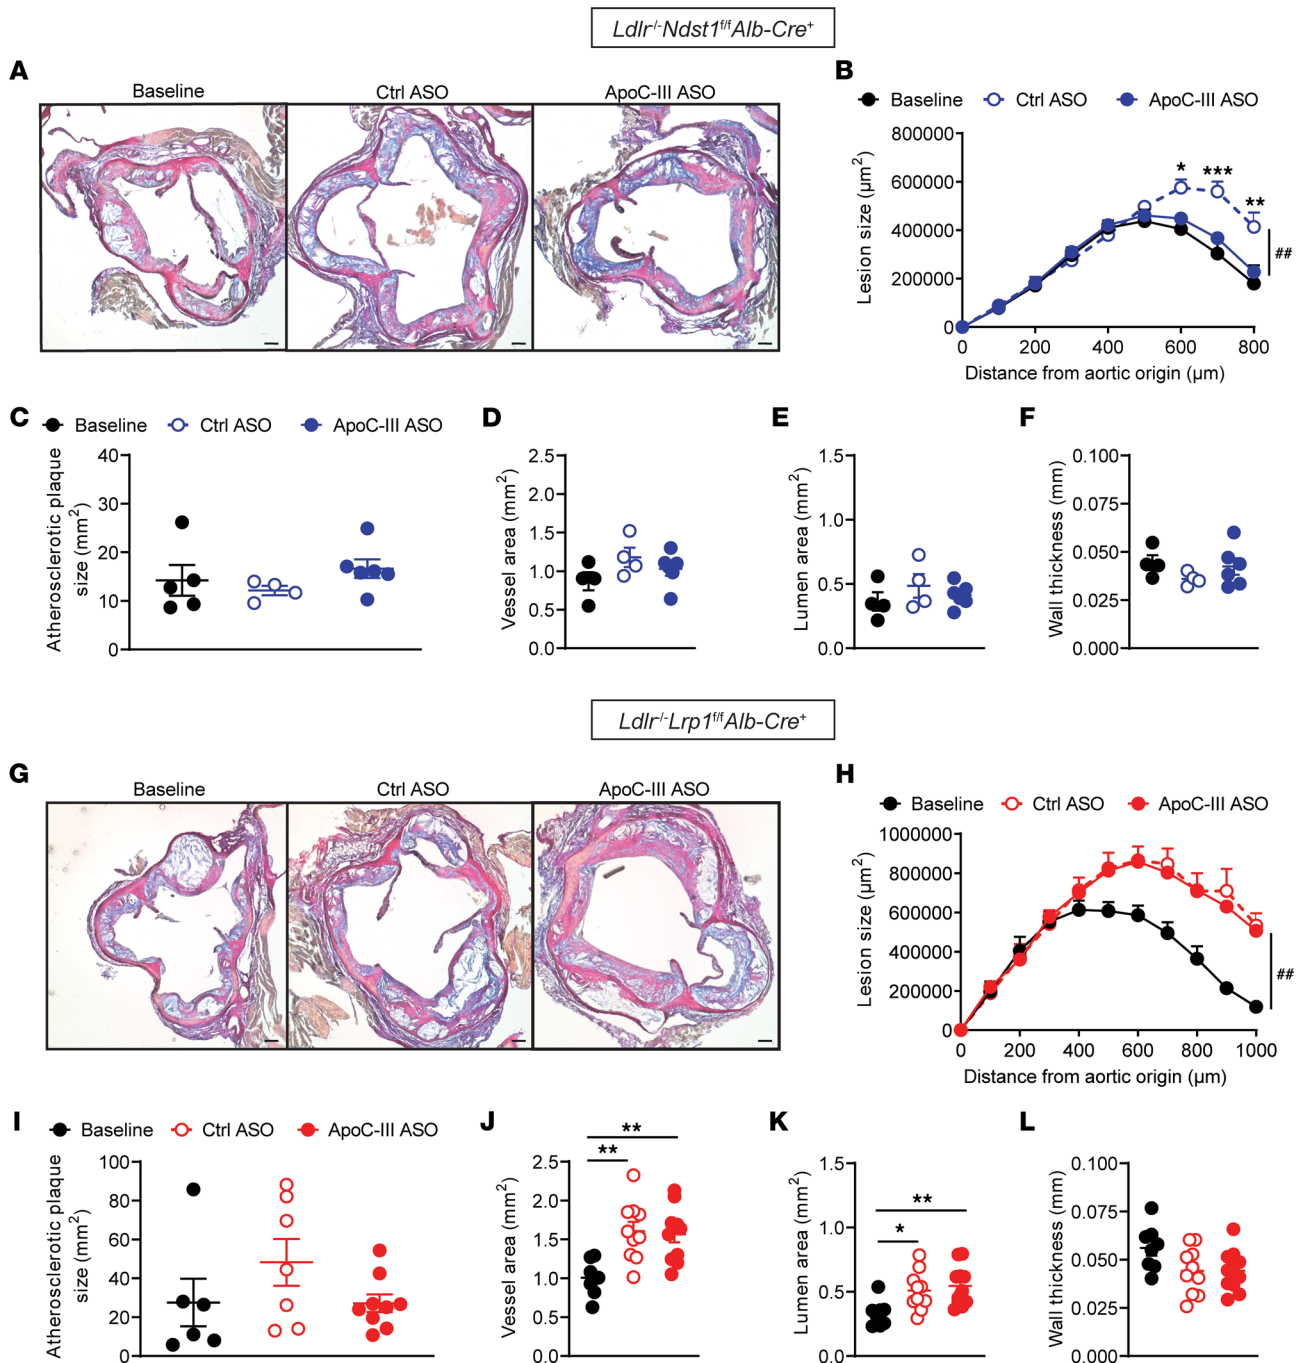 Ldlr-/-Ndst1f/fAlb-Cre+
A
Baseline
Ctrl ASO
ApoC-III ASO
B
Baseline
Ctrl ASO
ApoC-III ASO
Lesion size (µm2)
800000
600000
400000
200000
0
*
***
**
##
0
200
400
600
800
Distance from aortic origin (µm)
C
Baseline
Ctrl ASO
ApoC-III ASO
Atherosclerotic plaque
size (mm2)
40
30
20
10
0
D
Vessel area (mm2)
2.5
2.0
1.5
1.0
0.5
0.0
E
Lumen area (mm2)
1.5
1.0
0.5
0.0
F
Wall thickness (mm)
0.100
0.075
0.050
0.025
0.000
Ldlr-/-Lrp1f/fAlb-Cre+
G
Baseline
Ctrl ASO
ApoC-III ASO
H
Baseline
Ctrl ASO
ApoC-III ASO
Lesion size (µm2)
1000000
800000
600000
400000
200000
0
##
0
200
400
600
800
1000
Distance from aortic origin (µm)
I
Baseline
Ctrl ASO
ApoC-III ASO
Atherosclerotic plaque
size (mm2)
100
80
60
40
20
0
J
Vessel area (mm2)
2.5
2.0
1.5
1.0
0.5
0.0
**
**
K
Lumen area (mm2)
1.5
1.0
0.5
0.0
**
*
L
Wall thickness (mm)
0.100
0.075
0.050
0.025
0.000